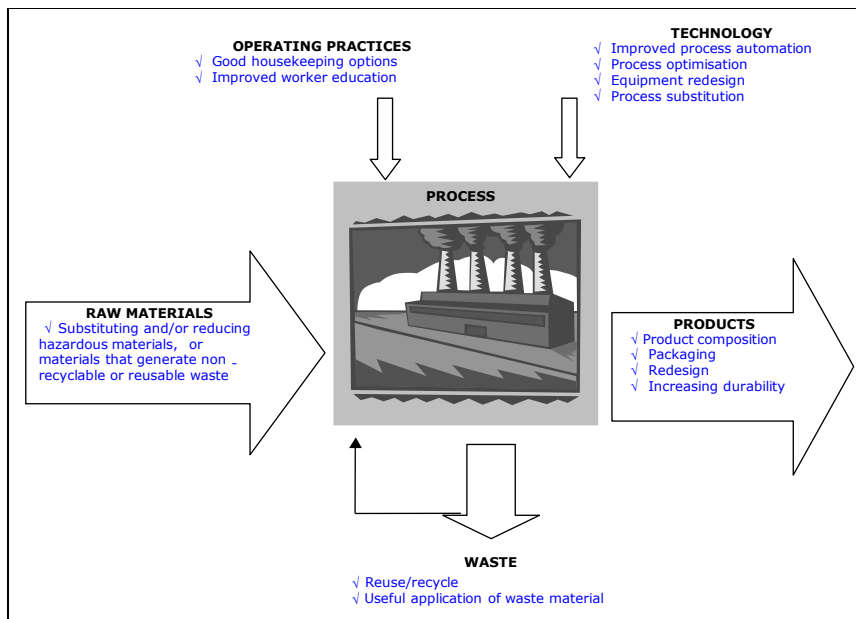 OPERATING PRACTICES
√ Good housekeeping options
√ Improved worker education
TECHNOLOGY
√ Improved process automation
√ Process optimisation
√ Equipment redesign
√ Process substitution
PROCESS
RAW MATERIALS
√ Substituting and/or reducing
hazardous materials, or
materials that generate non -
recyclable or reusable waste
PRODUCTS
√ Product composition
√ Packaging
√ Redesign
√ Increasing durability
WASTE
√ Reuse/recycle
√ Useful application of waste material